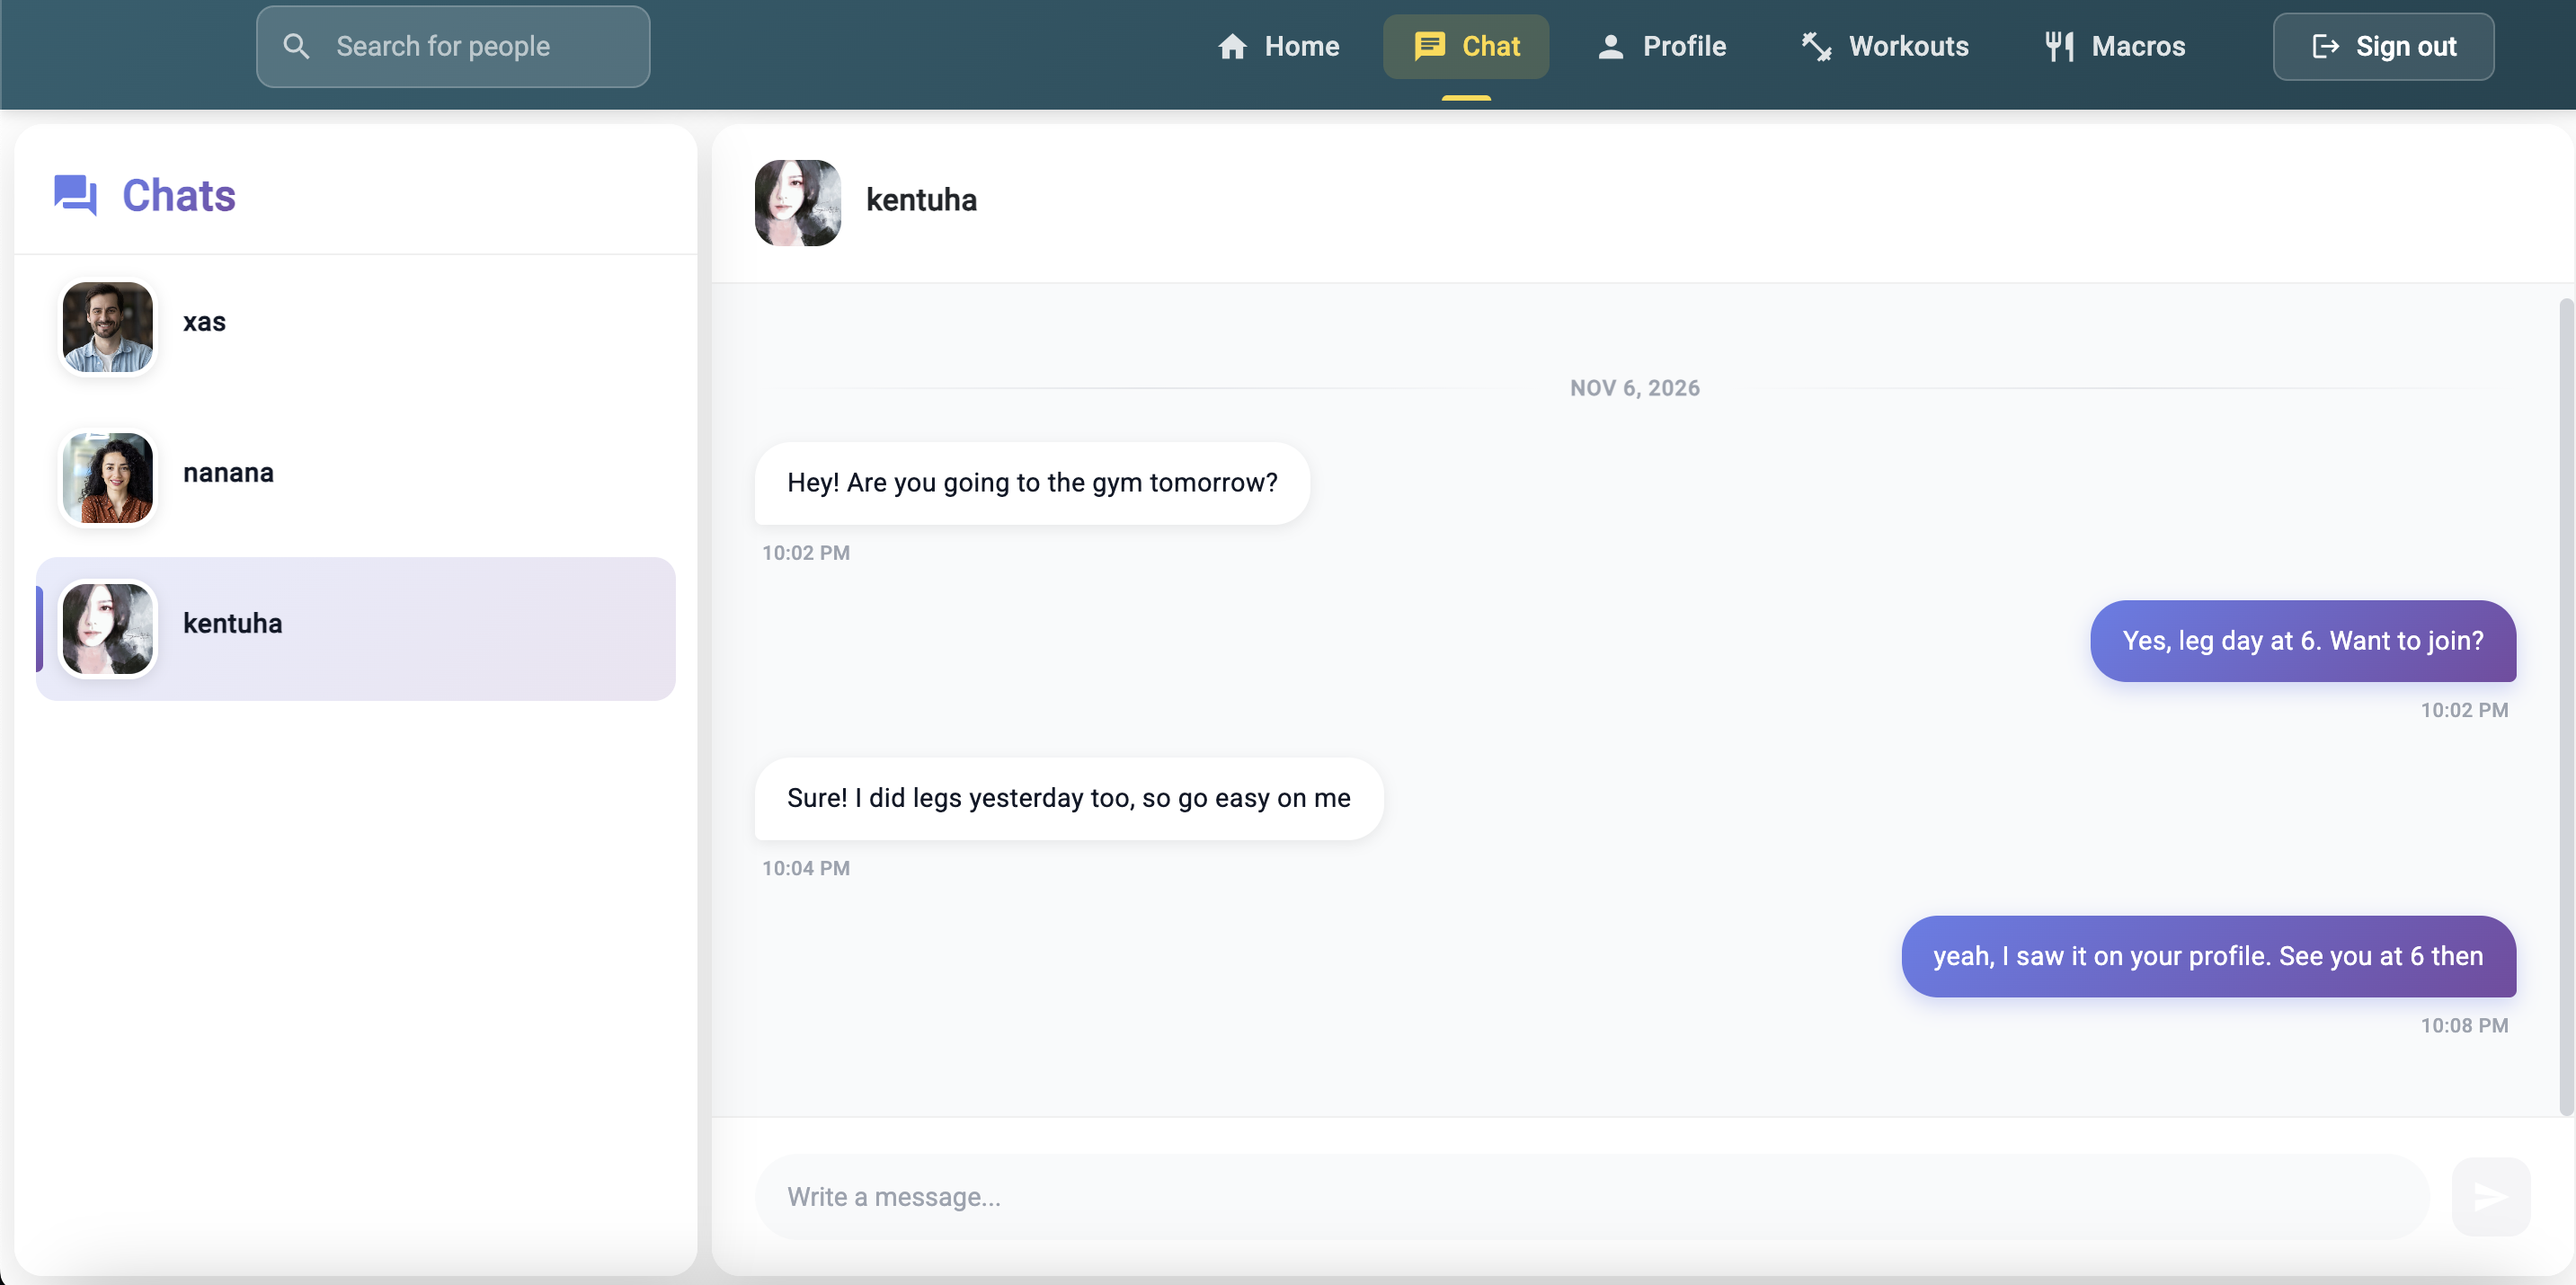 Search for people
Home
Chat
Profile
Workouts
Macros
Sign out
Chats
xas
nanana
kentuha
kentuha
NOV 6, 2026
Hey! Are you going to the gym tomorrow?
10:02 PM
Yes, leg day at 6. Want to join?
10:02 PM
Sure! I did legs yesterday too, so go easy on me
10:04 PM
yeah, I saw it on your profile. See you at 6 then
10:08 PM
Write a message...